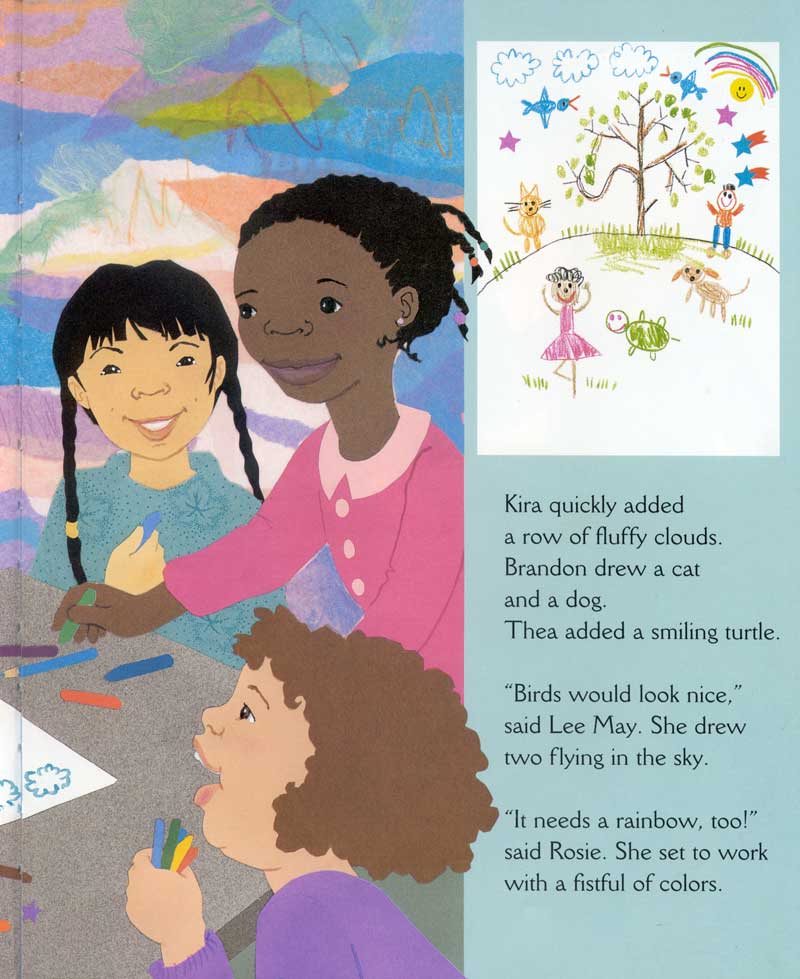 Kira quickly added
a row of fluffy clouds.
Brandon drew a cat
and a dog.
Thea added a smiling turtle.
“Birds would look nice,”
said Lee May. She drew
two flying in the sky.
“It needs a rainbow, too!”
said Rosie. She set to work
with a fistful of colors.